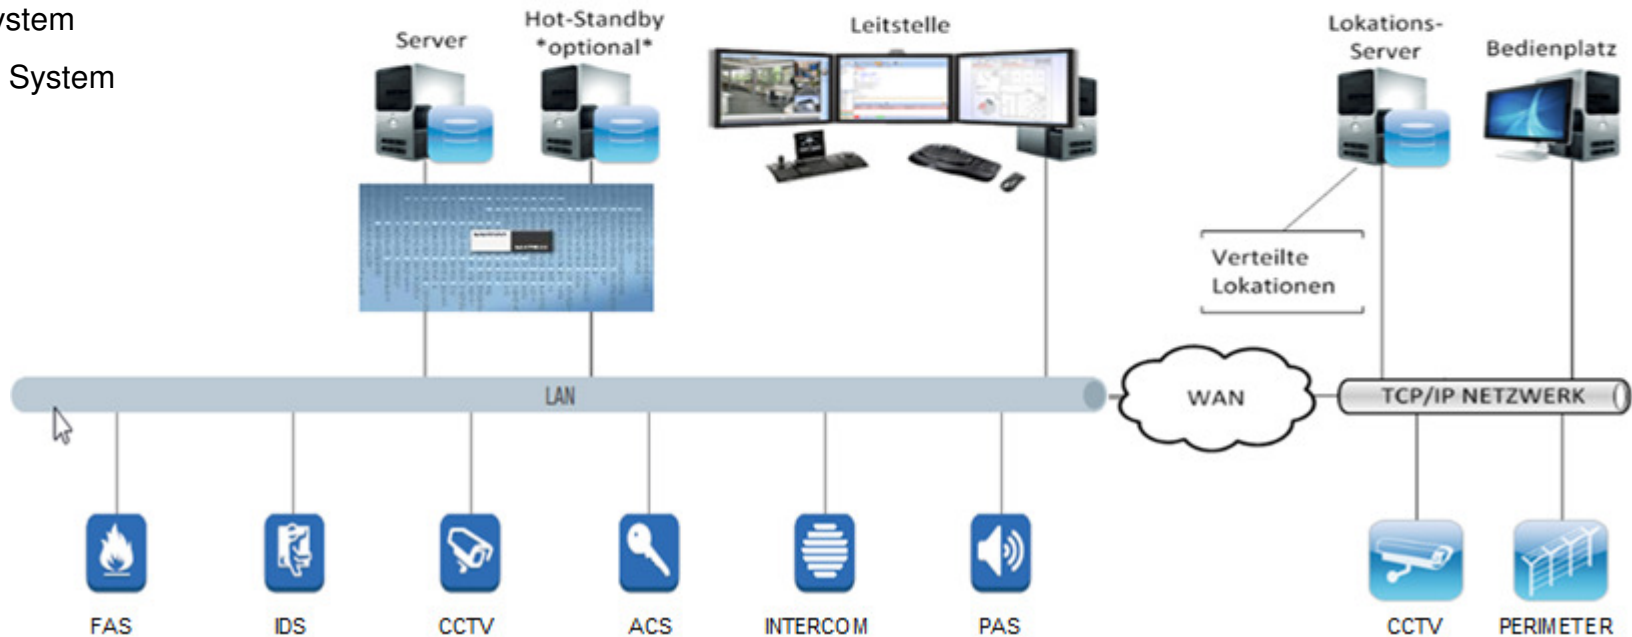 ystem
System
Server
Hot-Standby
*optional*
Leitstelle
Lokations-
Server
Bedienplatz
Verteilte
Lokationen
LAN
WAN
TCP/IP NETZWERK
FAS
IDS
CCTV
ACS
INTERCOM
PAS
CCTV
PERIMETER